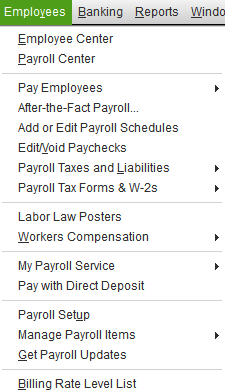 Employees Banking Reports Windo
Employee Center
Payroll Center
Pay Employees
After-the-Fact Payroll...
Add or Edit Payroll Schedules
Edit/Void Paychecks
Payroll Taxes and Liabilities
Payroll Tax Forms & W-2s
Labor Law Posters
Workers Compensation
My Payroll Service
Pay with Direct Deposit
Payroll Setup
Manage Payroll Items
Get Payroll Updates
Billing Rate Level List